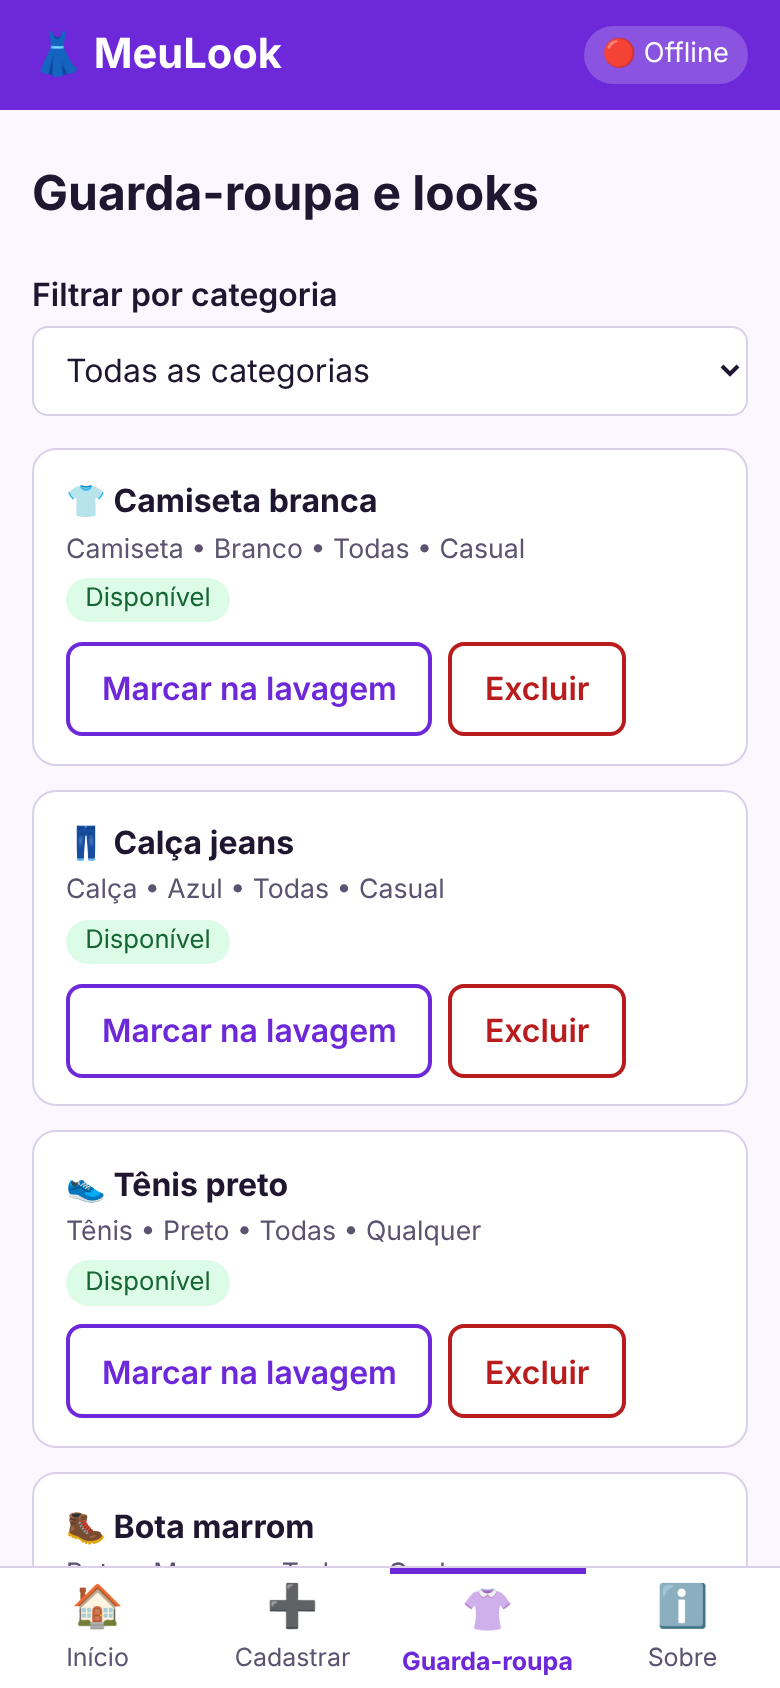 MeuLook
Offline
Guarda-roupa e looks
Filtrar por categoria
Todas as categorias
Camiseta branca
Camiseta • Branco • Todas • Casual
Disponível
Marcar na lavagem
Excluir
Calça jeans
Calça • Azul • Todas • Casual
Disponível
Marcar na lavagem
Excluir
Tênis preto
Tênis • Preto • Todas • Qualquer
Disponível
Marcar na lavagem
Excluir
Bota marrom
Início
Cadastrar
Guarda-roupa
Sobre